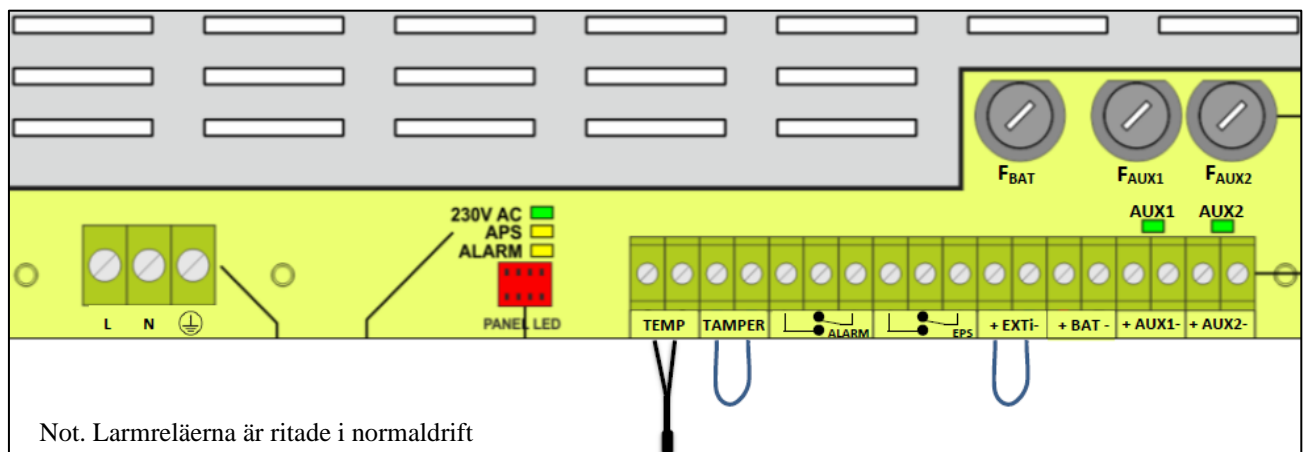 F_BAT F_AUX1 F_AUX2
AUX1 AUX2
230V AC
APS
ALARM
L N
PANEL LED
TEMP TAMPER ALARM EPS + EXTi- + BAT - + AUX1- + AUX2-
Not. Larmreläerna är ritade i normaldrift